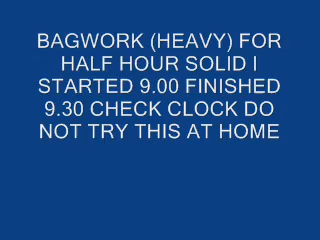 BAGWORK (HEAVY) FOR
HALF HOUR SOLID I
STARTED 9.00 FINISHED
9.30 CHECK CLOCK DO
NOT TRY THIS AT HOME